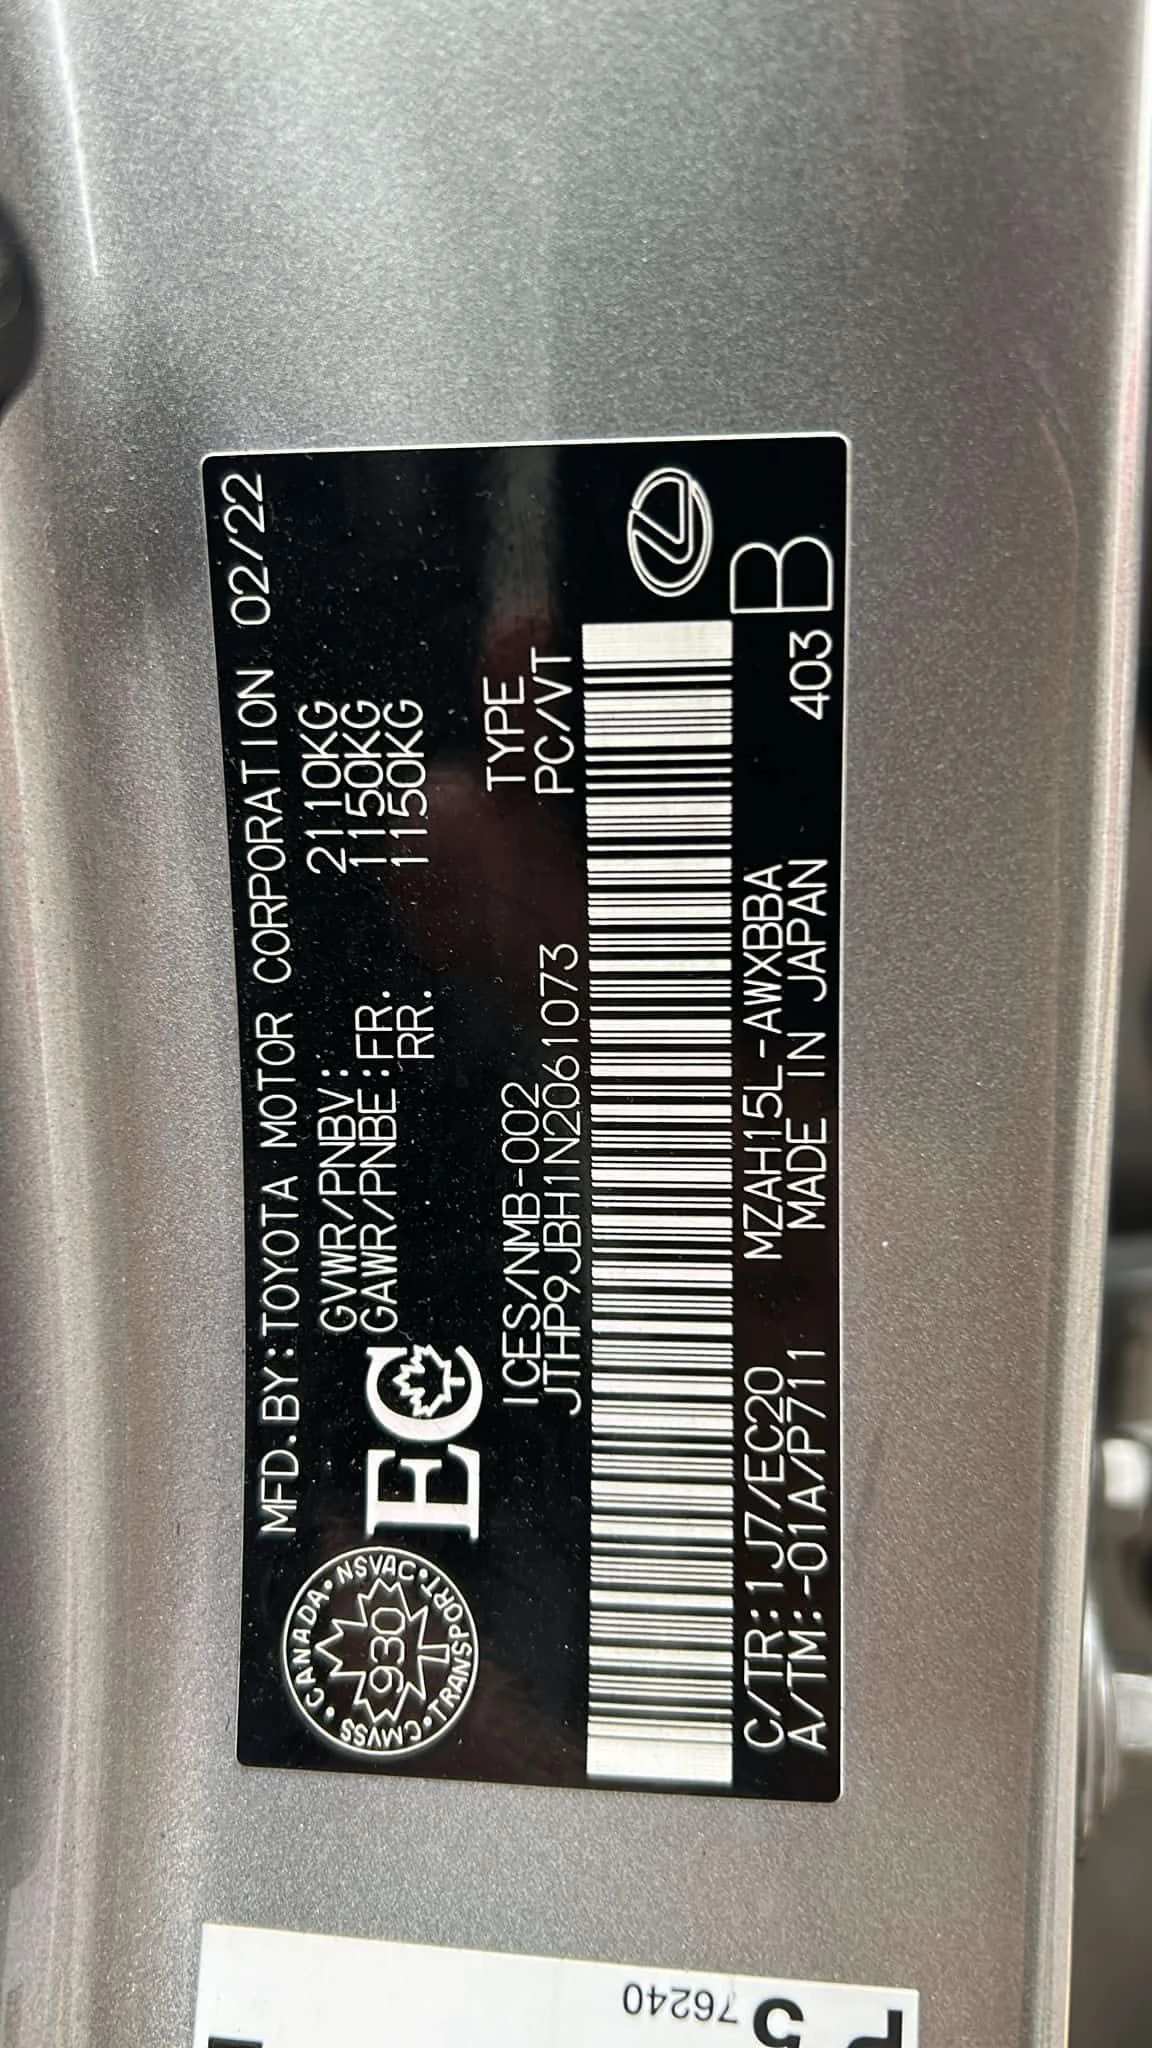 MFD.BY:TOYOTA MOTOR CORPORATION 02/22
GVWR/PNBV: 2110KG
GAWR/PNBE:FR. 1150KG
RR. 1150KG
CANADA • NSVAC • TRANSPORT • CMVSS •
930
EC
ICES/NMB-002 TYPE
JTHP9JBH1N2061073 PC/VT
C/TR:1J7/EC20 MZAH15L-AWXBBA
A/TM:-01A/P711 MADE IN JAPAN 403 B
76240
5